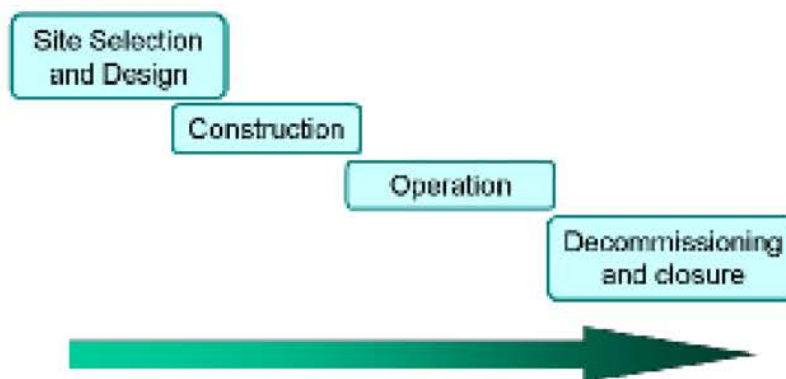 Site Selection
and Design
Construction
Operation
Decommissioning
and closure